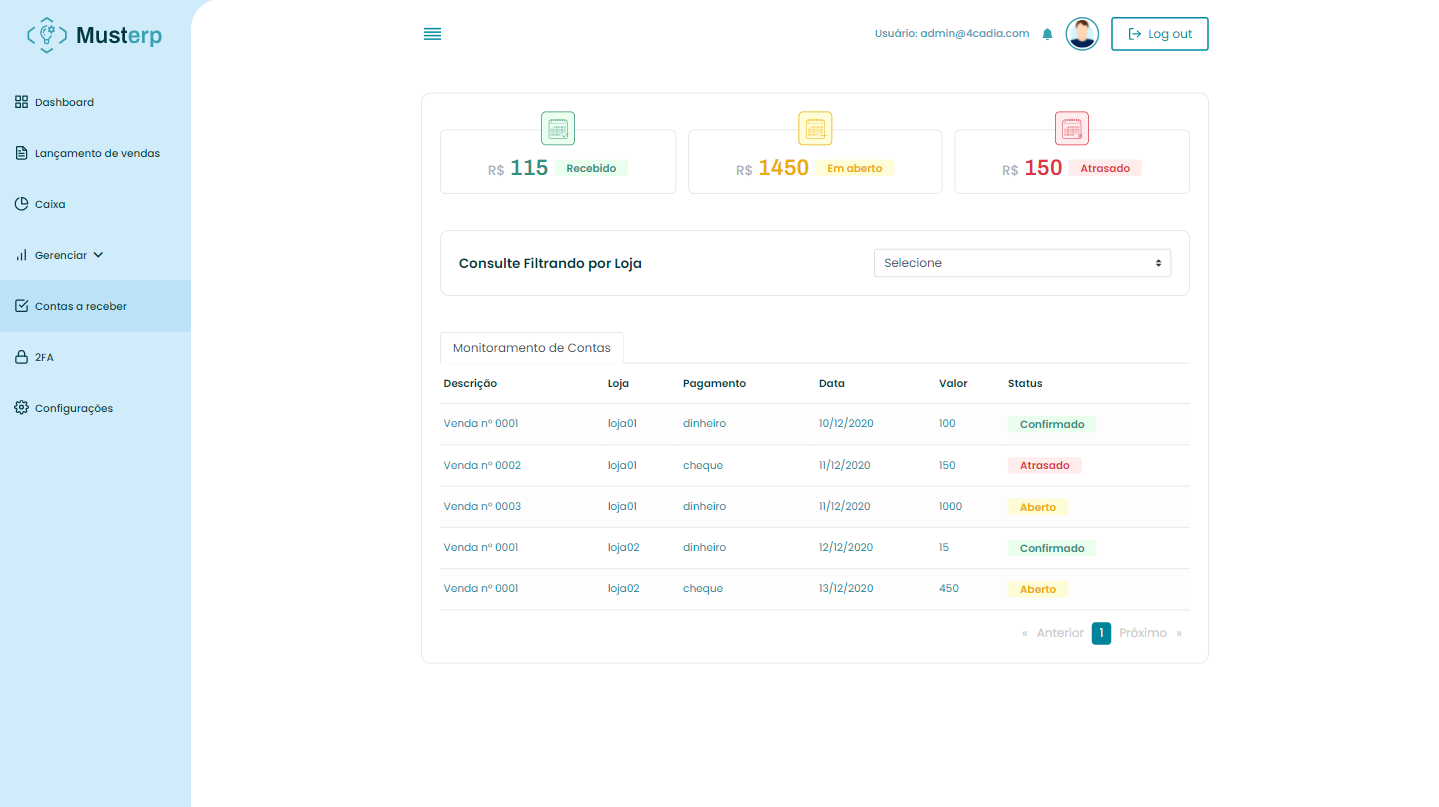 Musterp
Usuário: admin@4cadia.com
Log out
Dashboard
Lançamento de vendas
Caixa
Gerenciar
Contas a receber
2FA
Configurações
R$ 115 Recebido
R$ 1450 Em aberto
R$ 150 Atrasado
Consulte Filtrando por Loja
Selecione
Monitoramento de Contas
Descrição Loja Pagamento Data Valor Status
Venda nº 0001 loja01 dinheiro 10/12/2020 100 Confirmado
Venda nº 0002 loja01 cheque 11/12/2020 150 Atrasado
Venda nº 0003 loja01 dinheiro 11/12/2020 1000 Aberto
Venda nº 0001 loja02 dinheiro 12/12/2020 15 Confirmado
Venda nº 0001 loja02 cheque 13/12/2020 450 Aberto
« Anterior 1 Próximo »